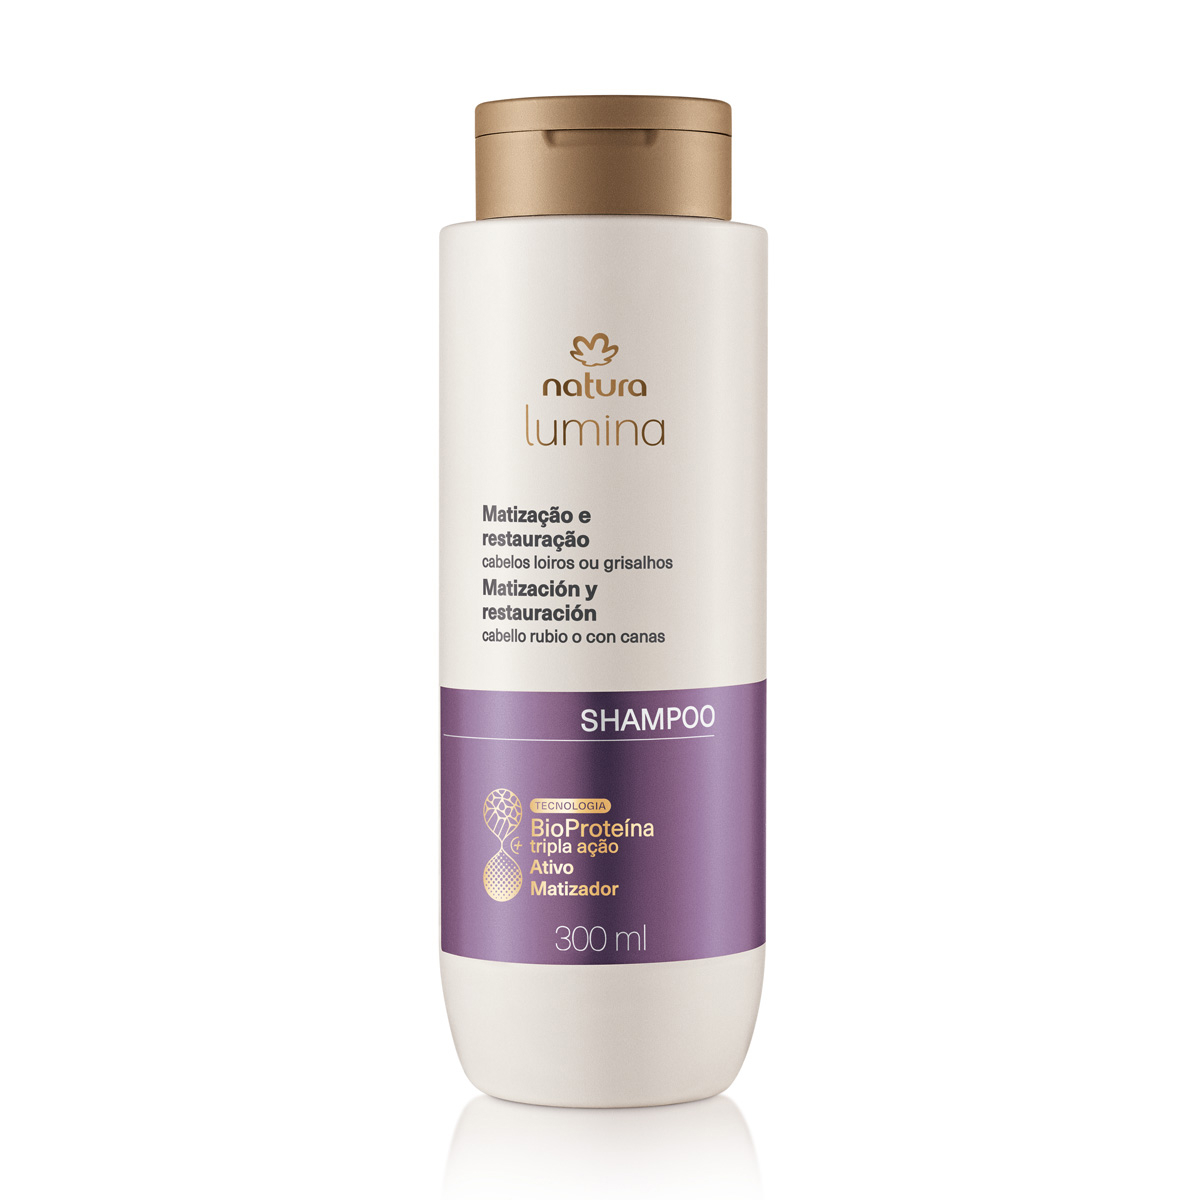 natura
lumina
Matização e
restauração
cabelos loiros ou grisalhos
Matización y
restauración
cabello rubio o con canas
SHAMPOO
TECNOLOGIA
BioProteína
tripla ação
Ativo
Matizador
300 ml